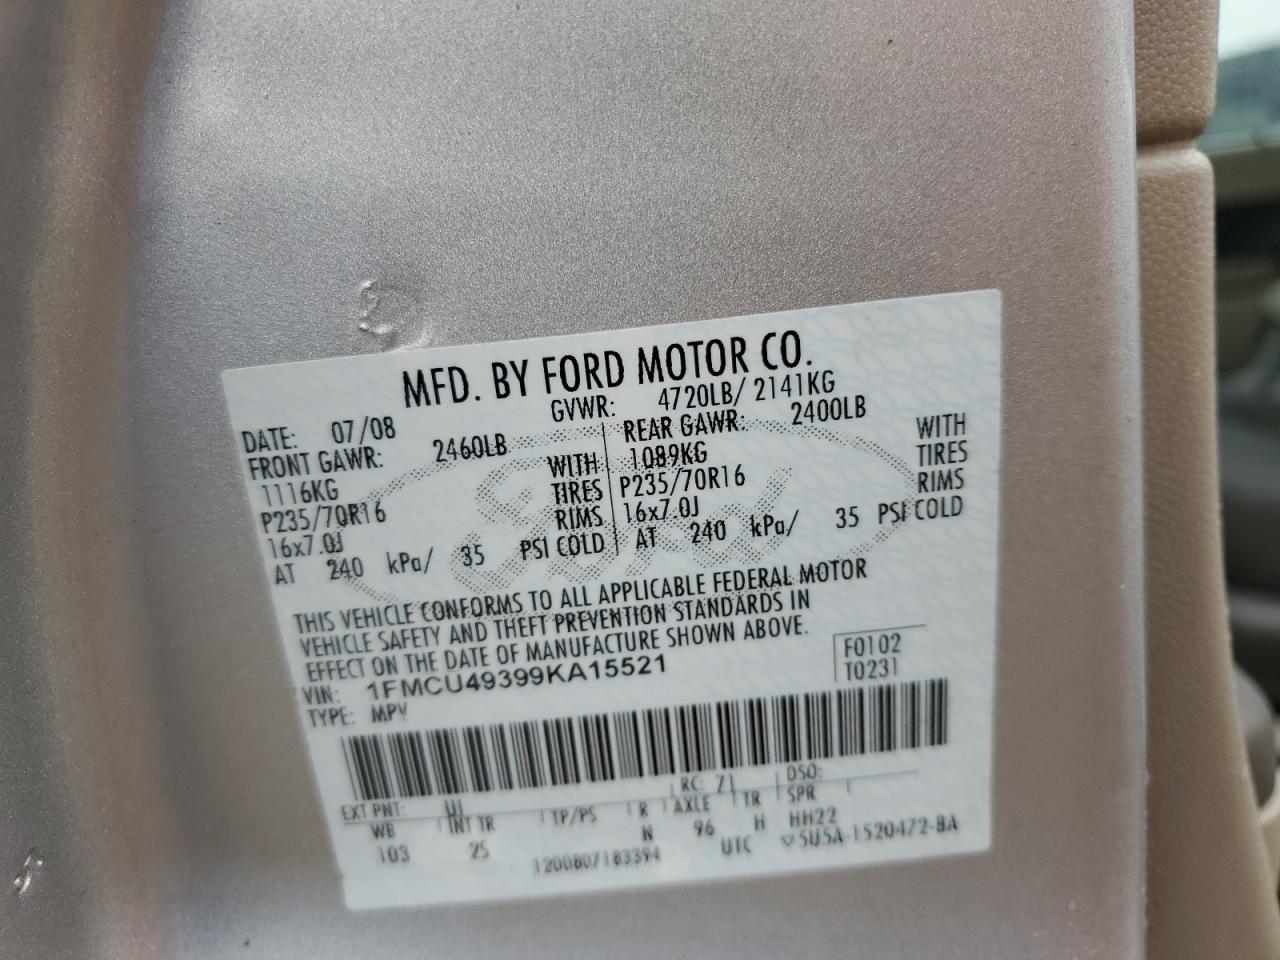 MFD. BY FORD MOTOR CO.
DATE: 07/08 GVWR: 4720LB/ 2141KG
FRONT GAWR: 2460LB REAR GAWR: 2400LB
1116KG WITH 1089KG WITH
P235/70R16 TIRES P235/70R16 TIRES
16x7.0J RIMS 16x7.0J RIMS
AT 240 kPa/ 35 PSI COLD AT 240 kPa/ 35 PSI COLD
THIS VEHICLE CONFORMS TO ALL APPLICABLE FEDERAL MOTOR
VEHICLE SAFETY AND THEFT PREVENTION STANDARDS IN
EFFECT ON THE DATE OF MANUFACTURE SHOWN ABOVE.
VIN: 1FMCU49399KA15521 F0102
TYPE: MPV T0231
EXT PNT: UJ RC: 71 DSO:
WB INT TR TP/PS R AXLE TR SPR
103 25 N 96 H HH22
1200807183394 UTC 5U5A-1520472-BA